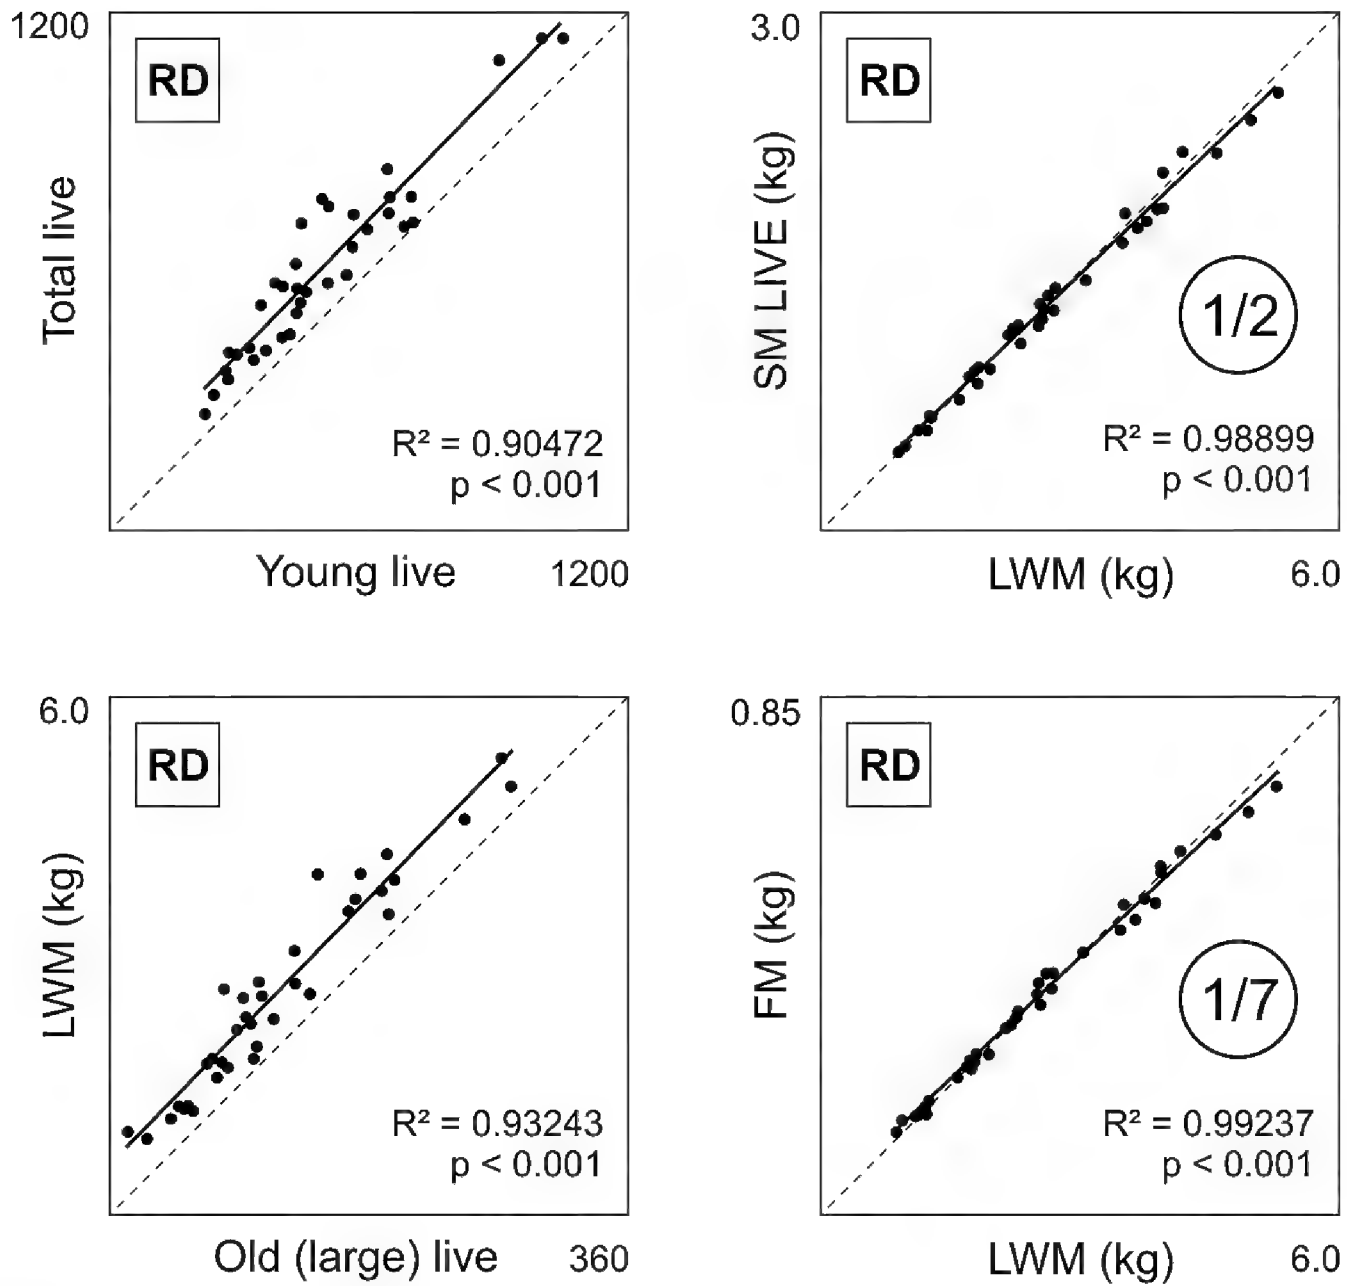 1200
RD
Total live
R² = 0.90472
p < 0.001
Young live
1200
3.0
RD
SM LIVE (kg)
1/2
R² = 0.98899
p < 0.001
LWM (kg)
6.0
6.0
RD
LWM (kg)
R² = 0.93243
p < 0.001
Old (large) live
360
0.85
RD
FM (kg)
1/7
R² = 0.99237
p < 0.001
LWM (kg)
6.0